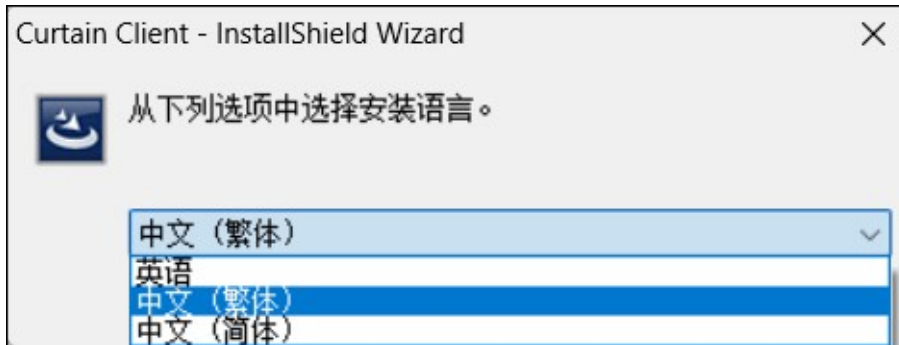 Curtain Client - InstallShield Wizard
从下列选项中选择安装语言。
中文（繁体）
英语
中文（繁体）
中文（简体）